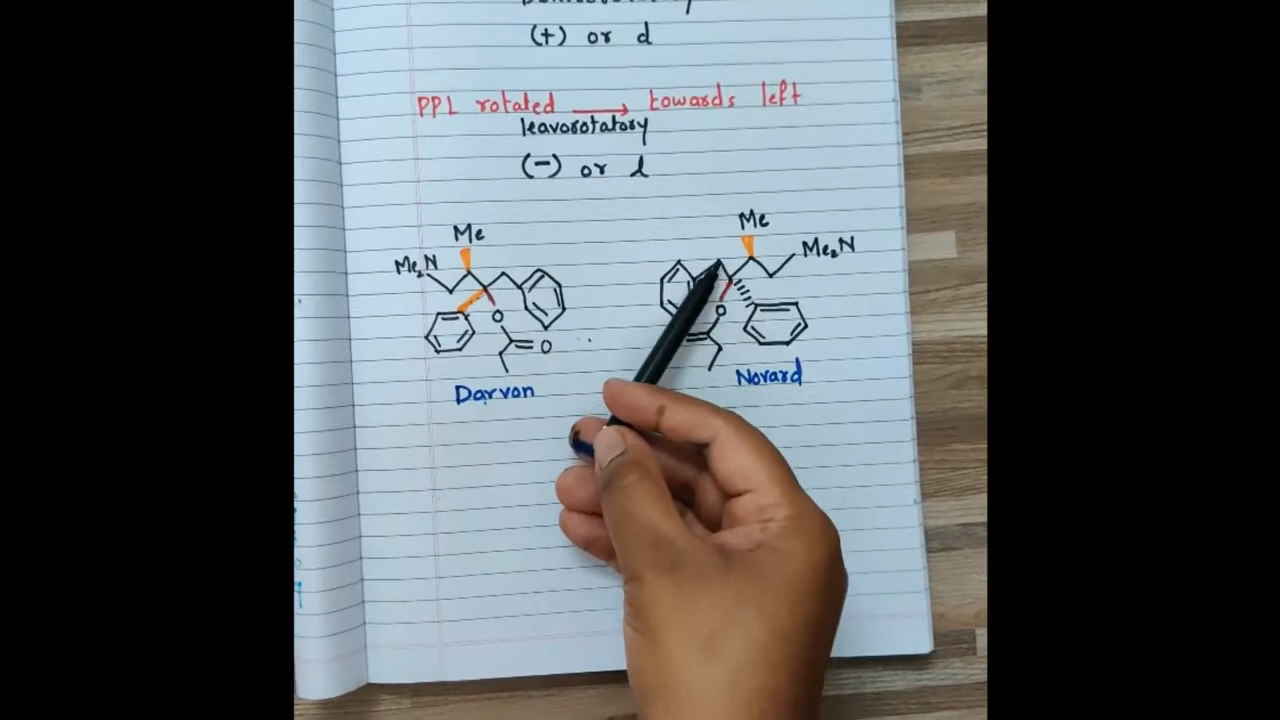 (+) or d
PPL rotated → towards left
leavorotatory
(-) or l
Me
Me₂N
O
O
Darvon
Me
Me₂N
O
Novard